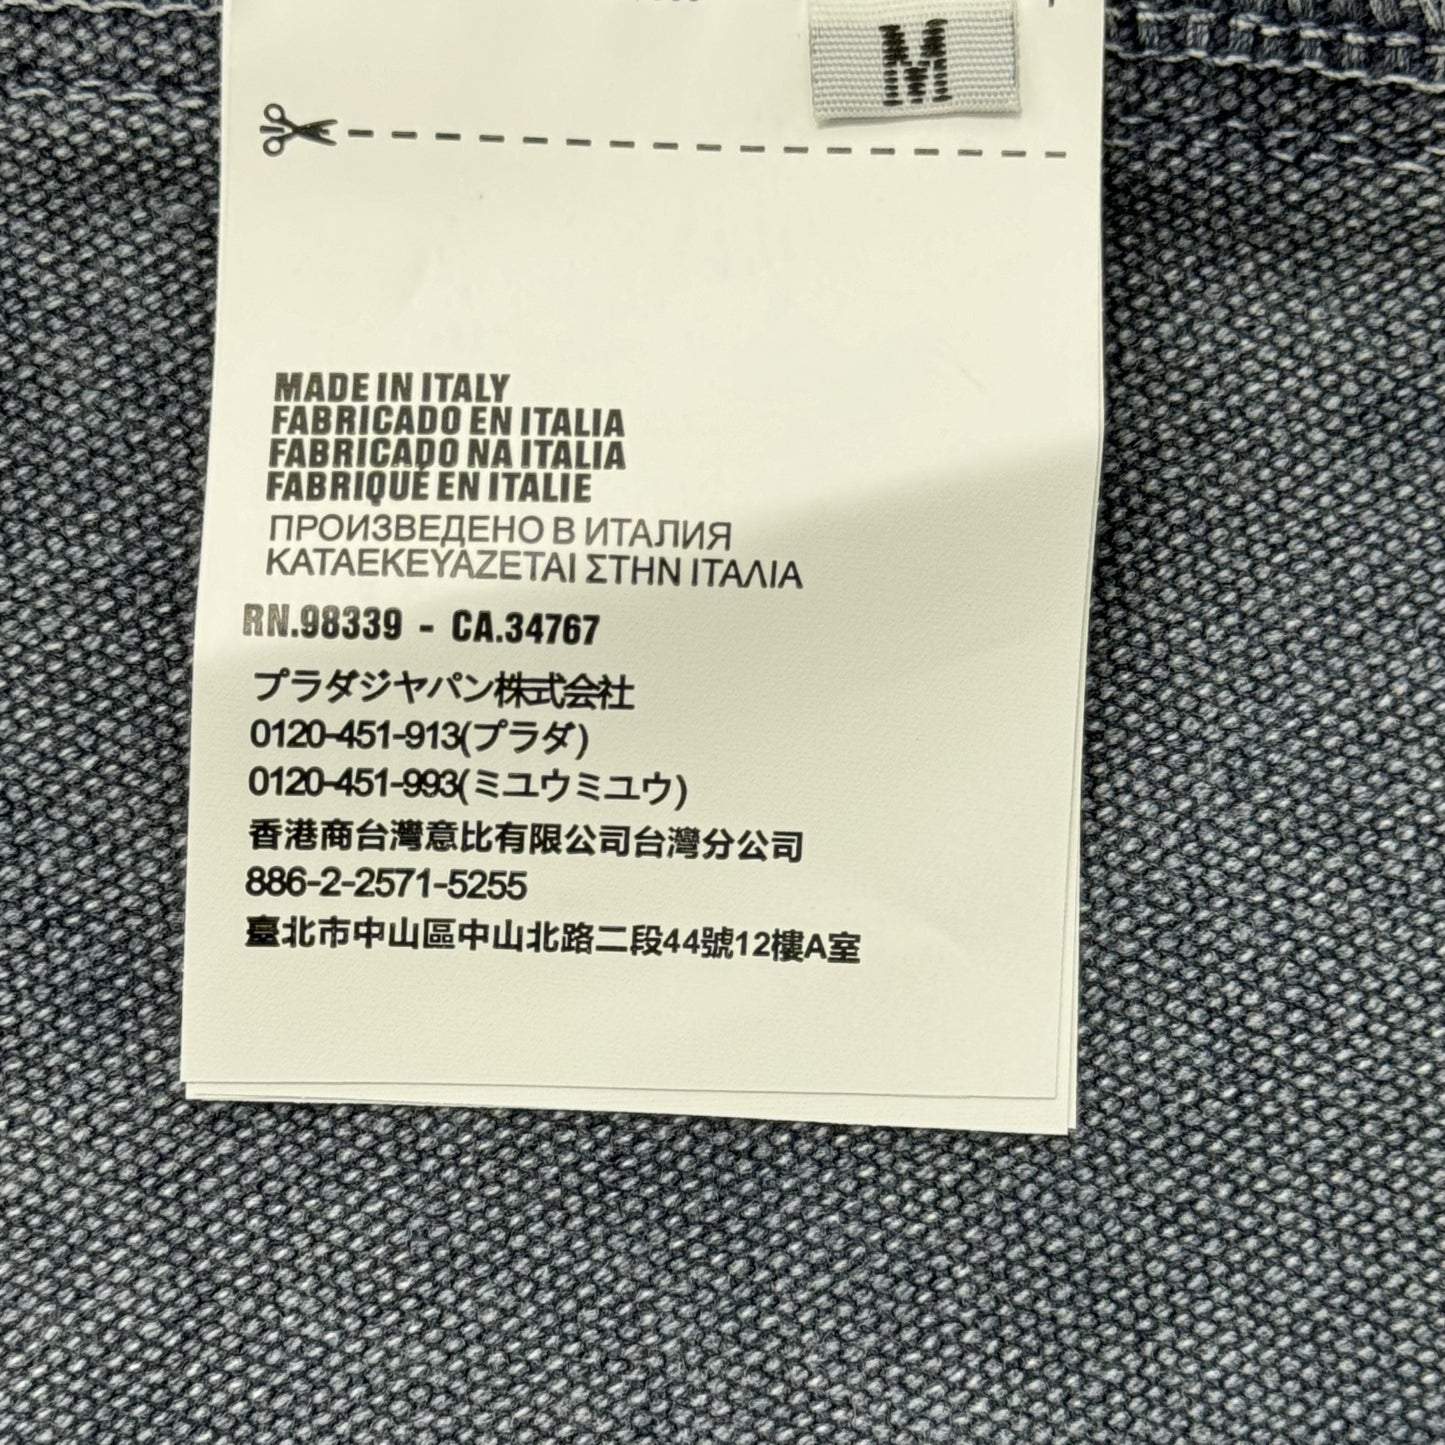 M
MADE IN ITALY
FABRICADO EN ITALIA
FABRICADO NA ITALIA
FABRIQUÉ EN ITALIE
ПРОИЗВЕДЕНО В ИТАЛИЯ
ΚΑΤΑΕΚΕΥΑΖΕΤΑΙ ΣΤΗΝ ΙΤΑΛΙΑ
RN.98339 - CA.34767
プラダジヤパン株式会社
0120-451-913(プラダ)
0120-451-993(ミユウミユウ)
香港商台灣意比有限公司台灣分公司
886-2-2571-5255
臺北市中山區中山北路二段44號12樓A室